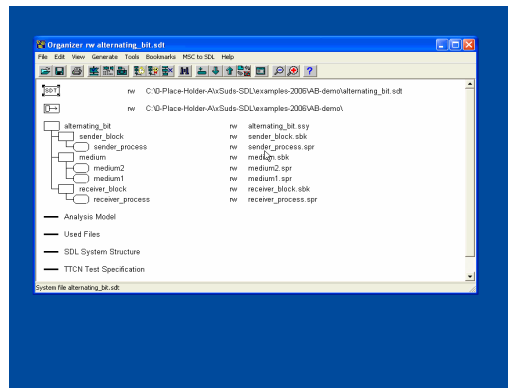 Organizer rw alternating_bit.sdt
File Edit View Generate Tools Bookmarks MSC to SDL Help
SDT rw C:\0-Place-Holder-A\xSuds-SDL\examples-2006\AB-demo\alternating_bit.sdt
rw C:\0-Place-Holder-A\xSuds-SDL\examples-2006\AB-demo\
alternating_bit rw alternating_bit.ssy
sender_block rw sender_block.sbk
sender_process rw sender_process.spr
medium rw medium.sbk
medium2 rw medium2.spr
medium1 rw medium1.spr
receiver_block rw receiver_block.sbk
receiver_process rw receiver_process.spr
Analysis Model
Used Files
SDL System Structure
TTCN Test Specification
System file alternating_bit.sdt